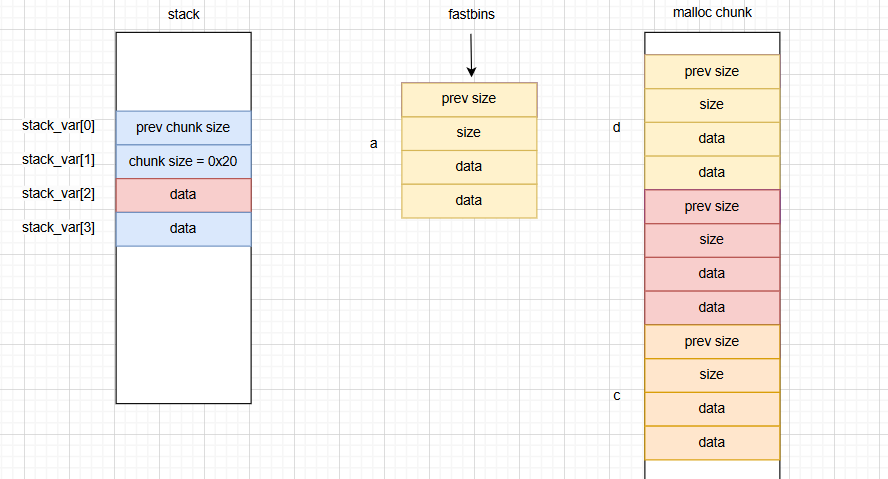 stack
stack_var[0]
prev chunk size
stack_var[1]
chunk size = 0x20
stack_var[2]
data
stack_var[3]
data
fastbins
a
prev size
size
data
data
malloc chunk
d
prev size
size
data
data
prev size
size
data
data
c
prev size
size
data
data